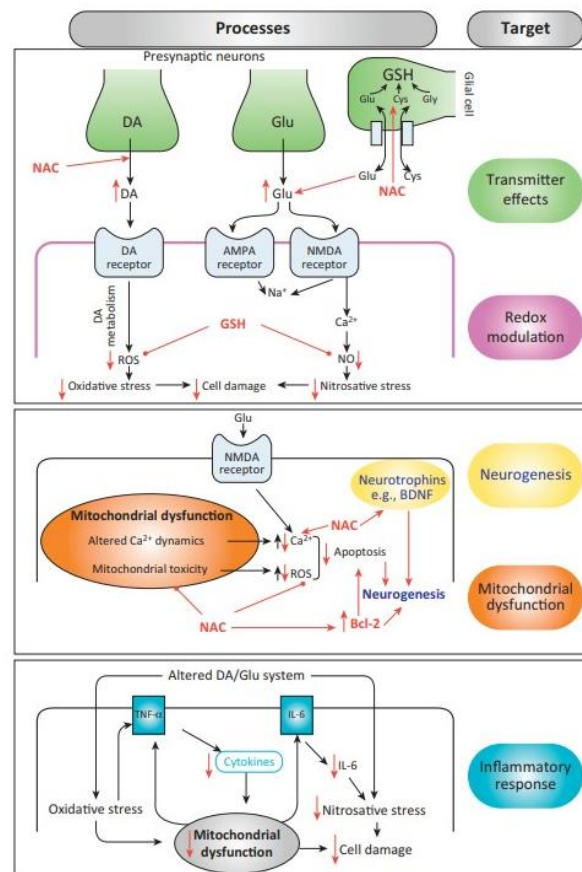 Processes
Target
Presynaptic neurons
DA
Glu
GSH
Glu Cys Gly
Glial cell
NAC
DA
Glu
Glu
NAC
Cys
Transmitter
effects
DA
receptor
AMPA
receptor
NMDA
receptor
Na⁺
DA
metabolism
GSH
Ca²⁺
ROS
NO
Oxidative stress
Cell damage
Nitrosative stress
Redox
modulation
Glu
NMDA
receptor
Neurotrophins
e.g., BDNF
Neurogenesis
Mitochondrial dysfunction
Altered Ca²⁺ dynamics
Ca²⁺
NAC
Apoptosis
Mitochondrial toxicity
ROS
Neurogenesis
NAC
Bcl-2
Mitochondrial
dysfunction
Altered DA/Glu system
TNF-α
IL-6
Cytokines
IL-6
Inflammatory
response
Oxidative stress
Nitrosative stress
Mitochondrial
dysfunction
Cell damage